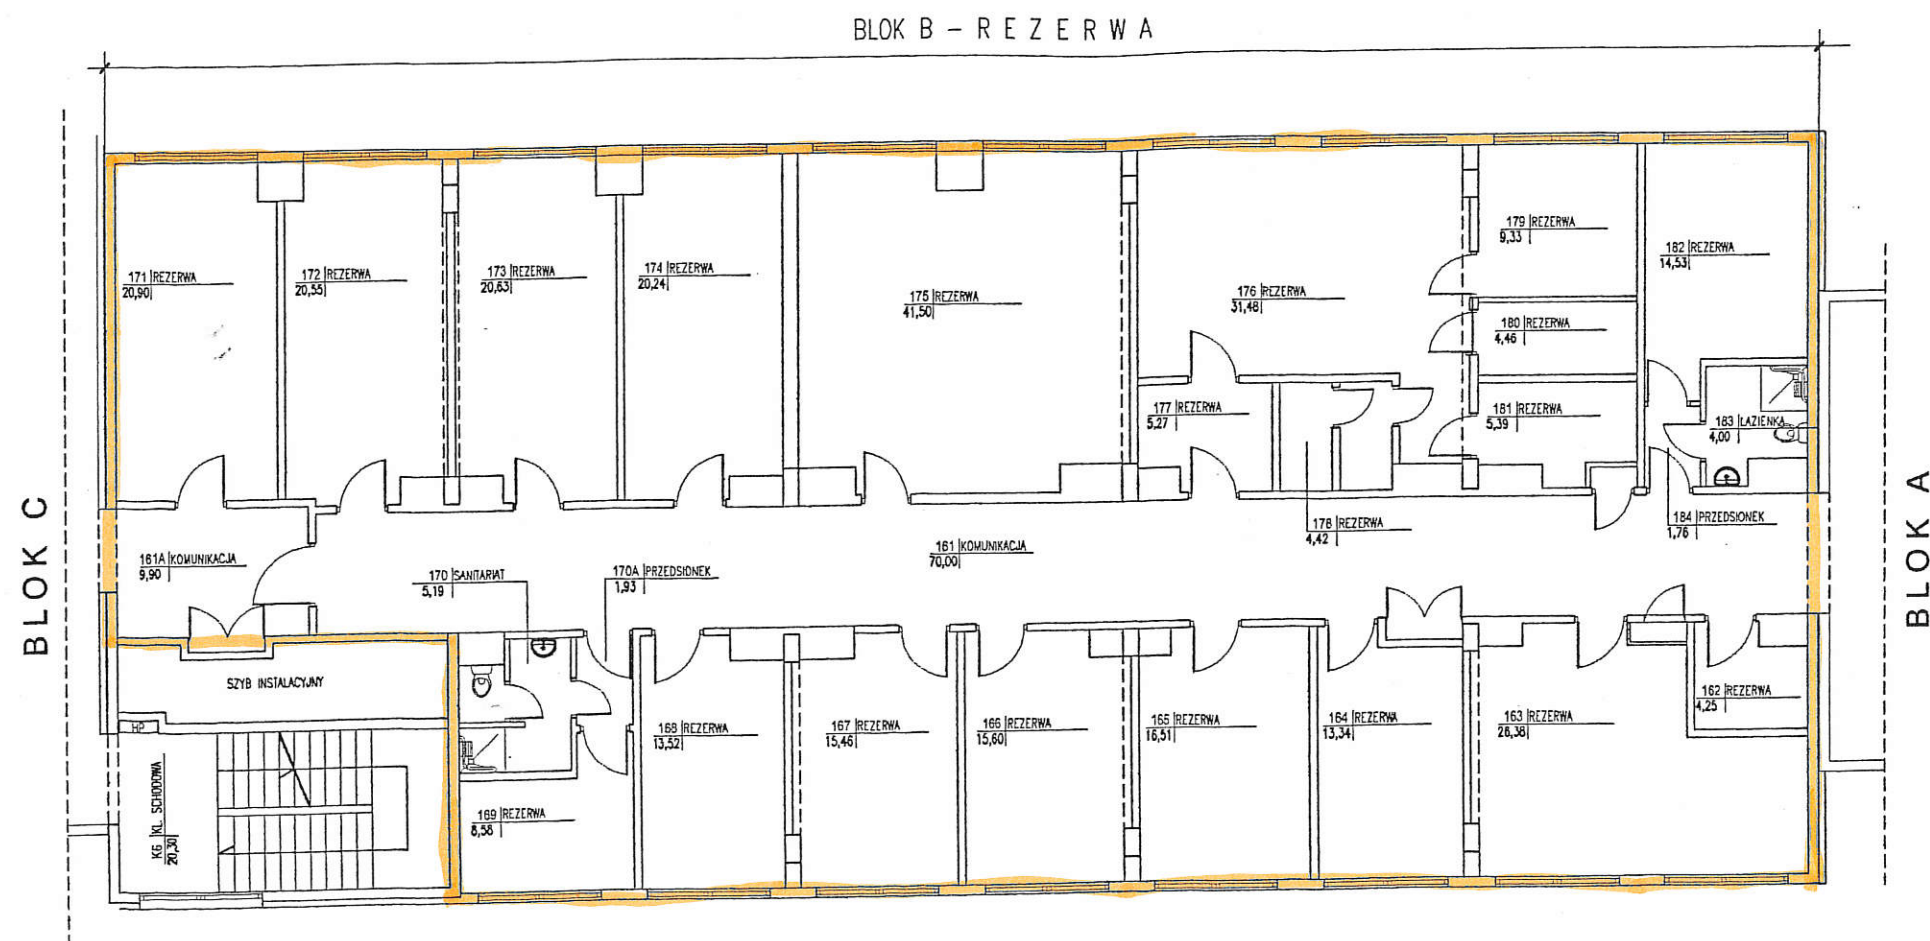 BLOK B - REZERWA
BLOK C
BLOK A
171 REZERWA
20,90
172 REZERWA
20,55
173 REZERWA
20,63
174 REZERWA
20,24
175 REZERWA
41,50
176 REZERWA
31,48
179 REZERWA
9,33
182 REZERWA
14,53
180 REZERWA
4,46
177 REZERWA
5,27
181 REZERWA
5,39
183 ŁAZIENKA
4,00
178 REZERWA
4,42
184 PRZEDSIONEK
1,76
161A KOMUNIKACJA
9,90
170 SANITARIAT
5,19
170A PRZEDSIONEK
1,93
161 KOMUNIKACJA
70,00
SZYB INSTALACYJNY
HP
K6 KL. SCHODOWA
20,30
169 REZERWA
8,58
168 REZERWA
13,52
167 REZERWA
15,46
166 REZERWA
15,60
165 REZERWA
16,51
164 REZERWA
13,34
163 REZERWA
26,38
162 REZERWA
4,25